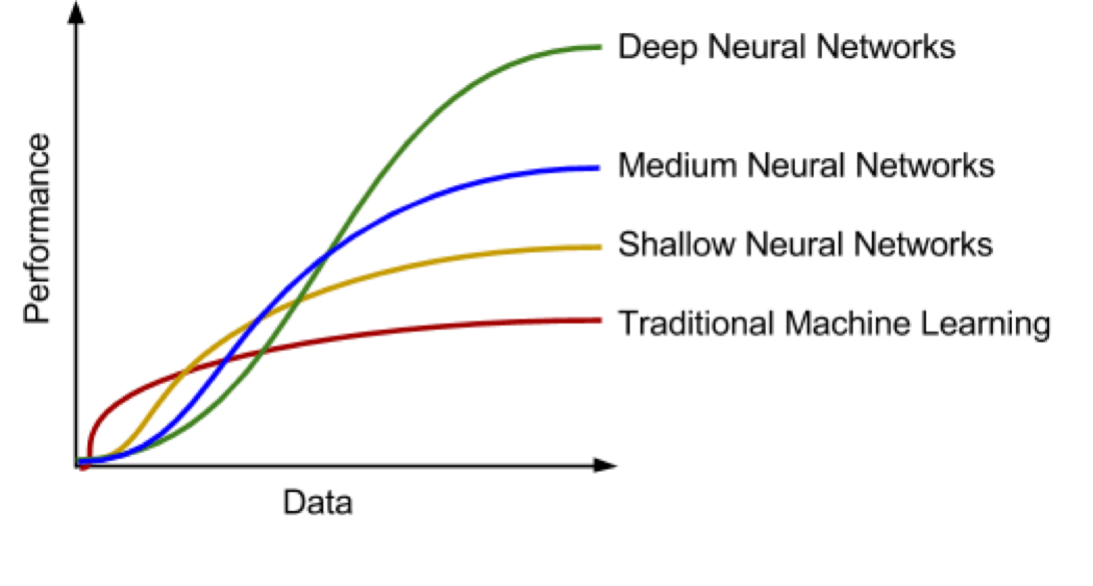 Deep Neural Networks
Medium Neural Networks
Shallow Neural Networks
Traditional Machine Learning
Performance
Data